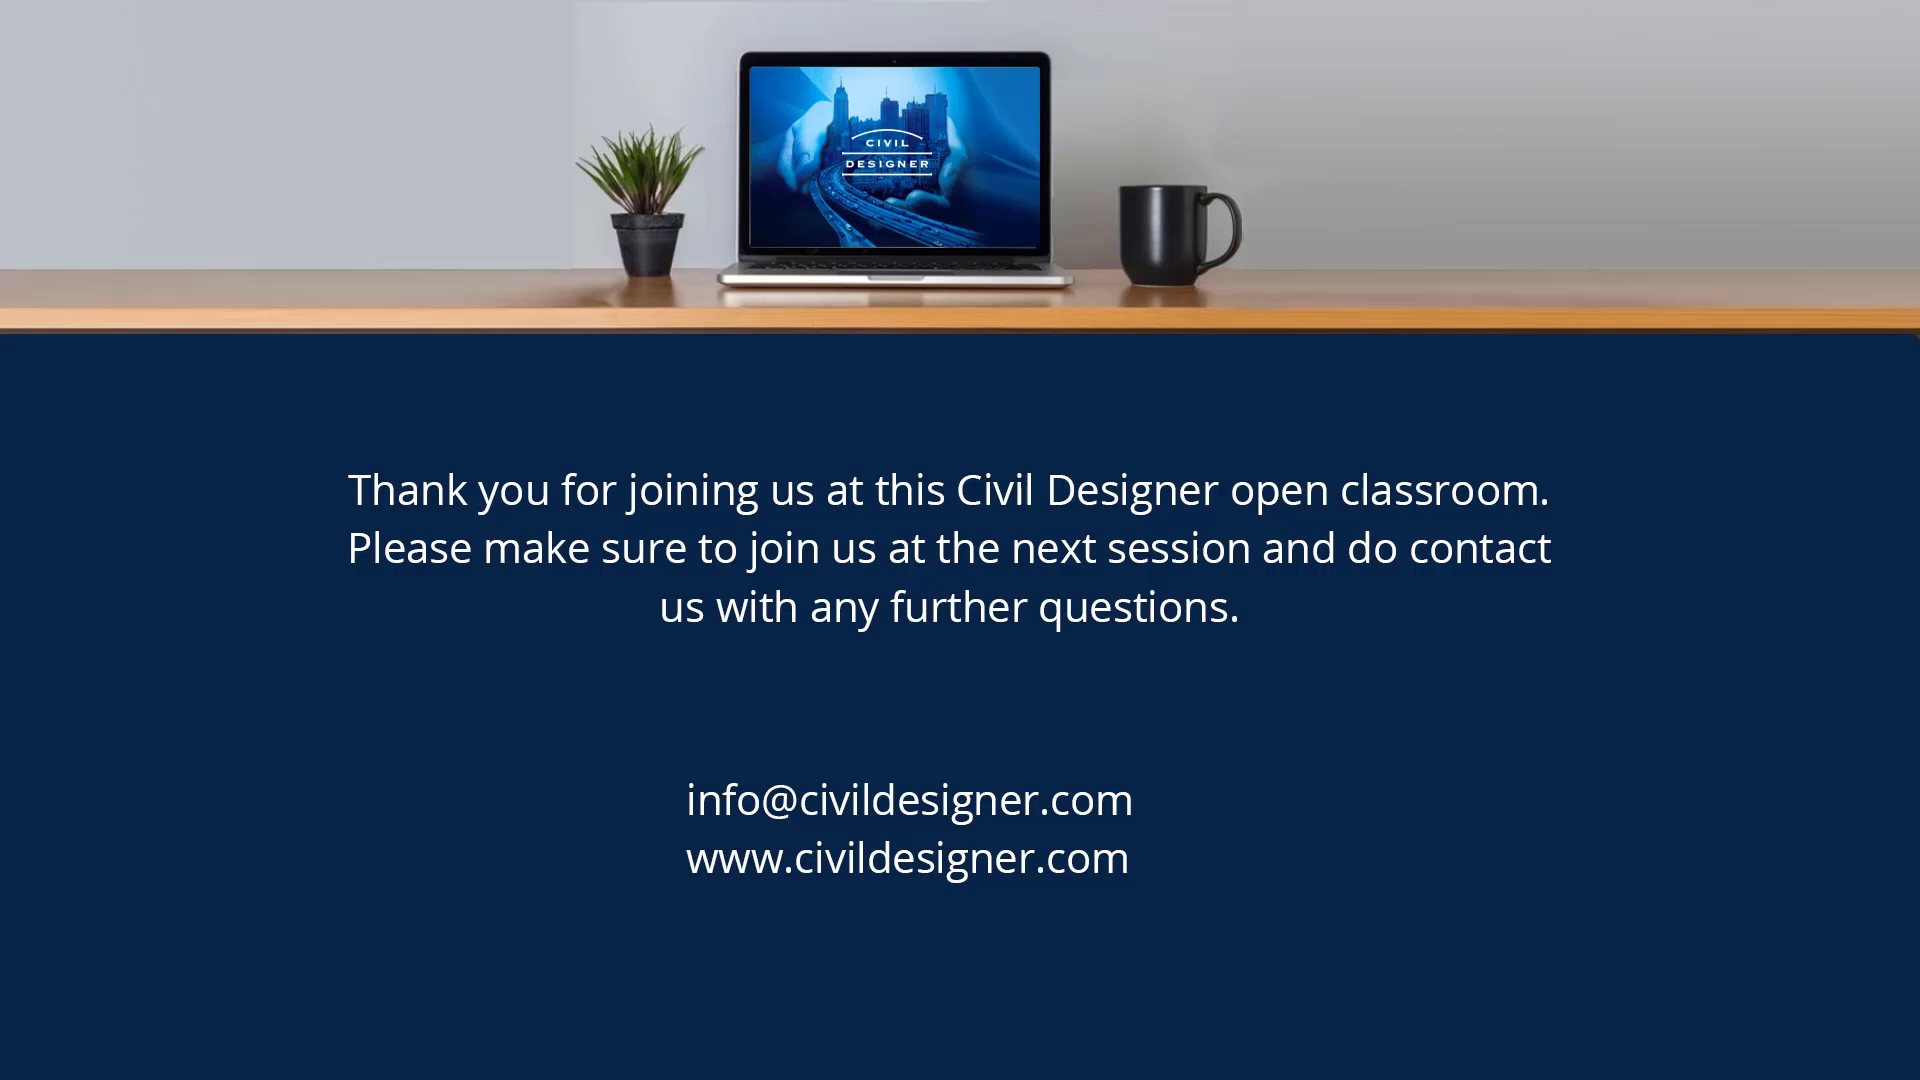 CIVIL
DESIGNER
Thank you for joining us at this Civil Designer open classroom.
Please make sure to join us at the next session and do contact
us with any further questions.
info@civildesigner.com
www.civildesigner.com